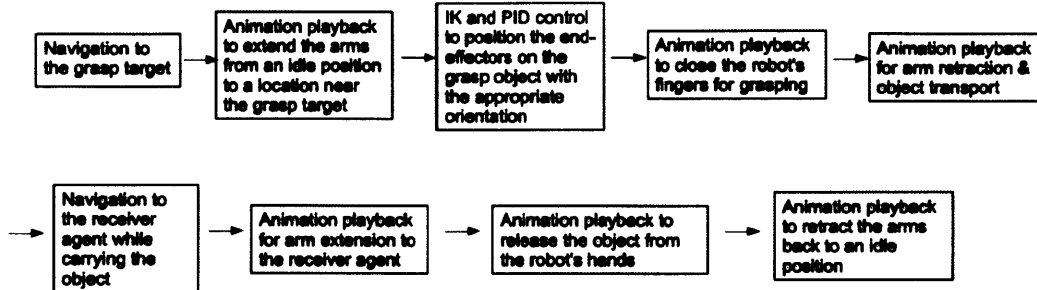 Navigation to
the grasp target
Animation playback
to extend the arms
from an idle position
to a location near
the grasp target
IK and PID control
to position the end-
effectors on the
grasp object with
the appropriate
orientation
Animation playback
to close the robot's
fingers for grasping
Animation playback
for arm retraction &
object transport
Navigation to
the receiver
agent while
carrying the
object
Animation playback
for arm extension to
the receiver agent
Animation playback to
release the object from
the robot's hands
Animation playback
to retract the arms
back to an idle
position